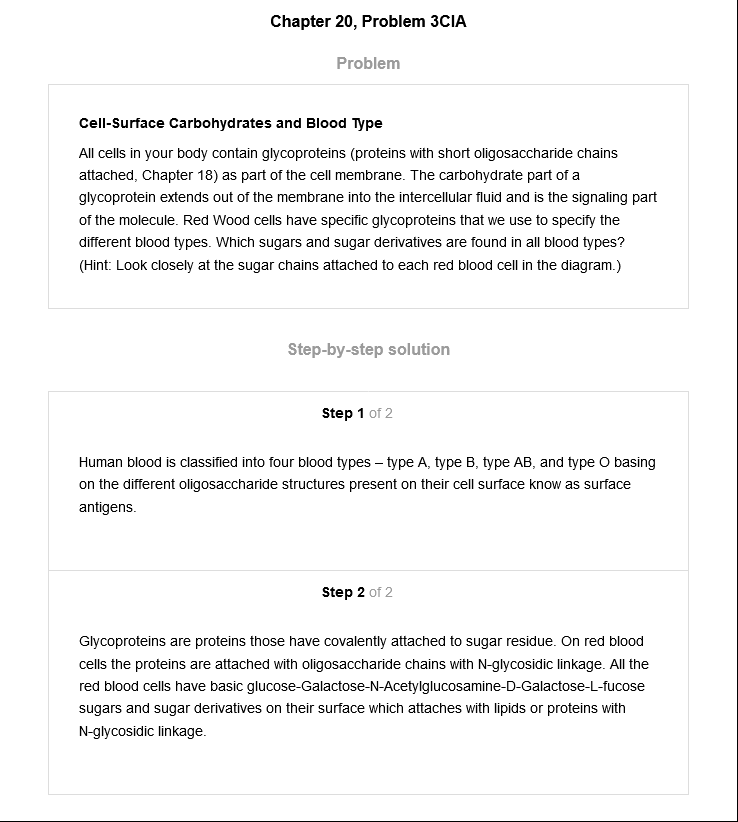 Chapter 20, Problem 3CIA
Problem
Cell-Surface Carbohydrates and Blood Type
All cells in your body contain glycoproteins (proteins with short oligosaccharide chains
attached, Chapter 18) as part of the cell membrane. The carbohydrate part of a
glycoprotein extends out of the membrane into the intercellular fluid and is the signaling part
of the molecule. Red Wood cells have specific glycoproteins that we use to specify the
different blood types. Which sugars and sugar derivatives are found in all blood types?
(Hint: Look closely at the sugar chains attached to each red blood cell in the diagram.)
Step-by-step solution
Step 1 of 2
Human blood is classified into four blood types – type A, type B, type AB, and type O basing
on the different oligosaccharide structures present on their cell surface know as surface
antigens.
Step 2 of 2
Glycoproteins are proteins those have covalently attached to sugar residue. On red blood
cells the proteins are attached with oligosaccharide chains with N-glycosidic linkage. All the
red blood cells have basic glucose-Galactose-N-Acetylglucosamine-D-Galactose-L-fucose
sugars and sugar derivatives on their surface which attaches with lipids or proteins with
N-glycosidic linkage.